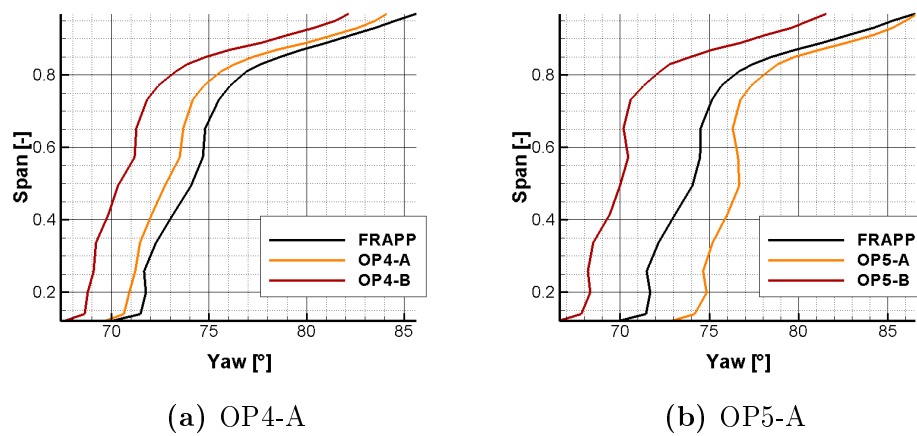 Span [-]
0.8
0.6
0.4
0.2
70
75
80
85
Yaw [°]
FRAPP
OP4-A
OP4-B
(a) OP4-A
Span [-]
0.8
0.6
0.4
0.2
70
75
80
85
Yaw [°]
FRAPP
OP5-A
OP5-B
(b) OP5-A